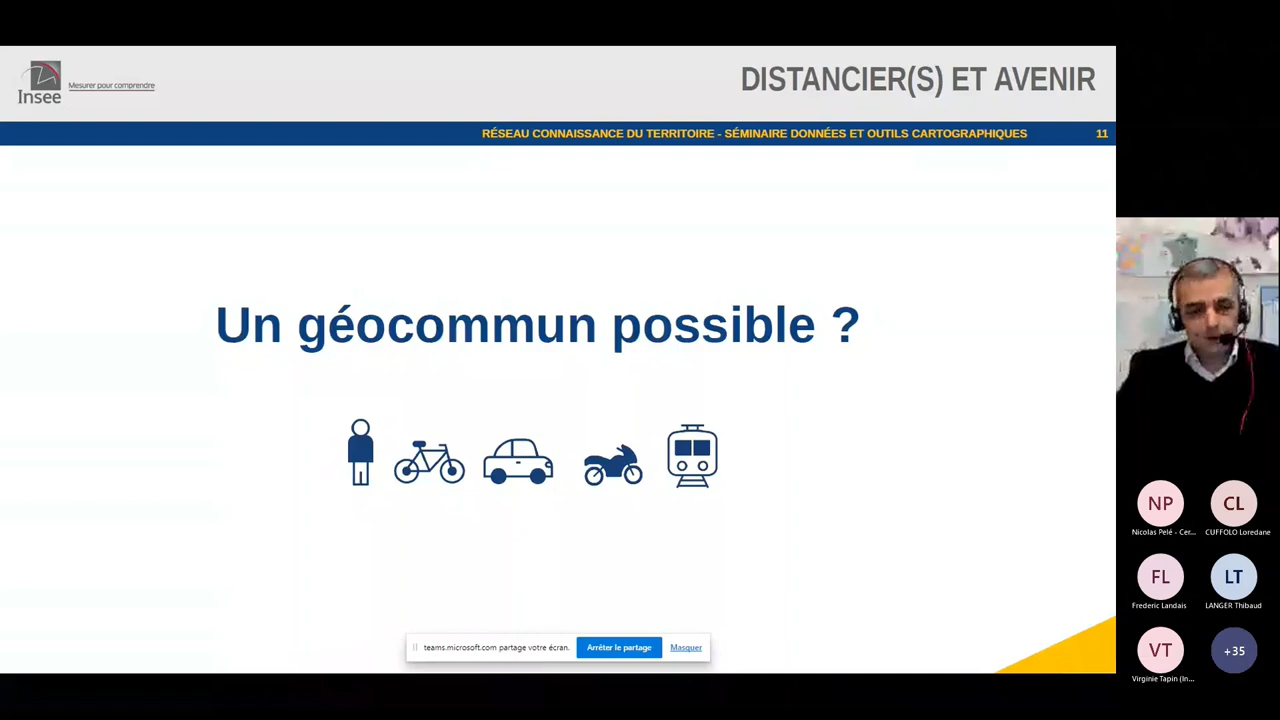 Insee
Mesurer pour comprendre
DISTANCIER(S) ET AVENIR
RÉSEAU CONNAISSANCE DU TERRITOIRE - SÉMINAIRE DONNÉES ET OUTILS CARTOGRAPHIQUES
11
Un géocommun possible ?
teams.microsoft.com partage votre écran.
Arrêter le partage
Masquer
NP
CL
Nicolas Pelé - Cer...
CUFFOLO Loredane
FL
LT
Frederic Landais
LANGER Thibaud
VT
+35
Virginie Tapin (In...